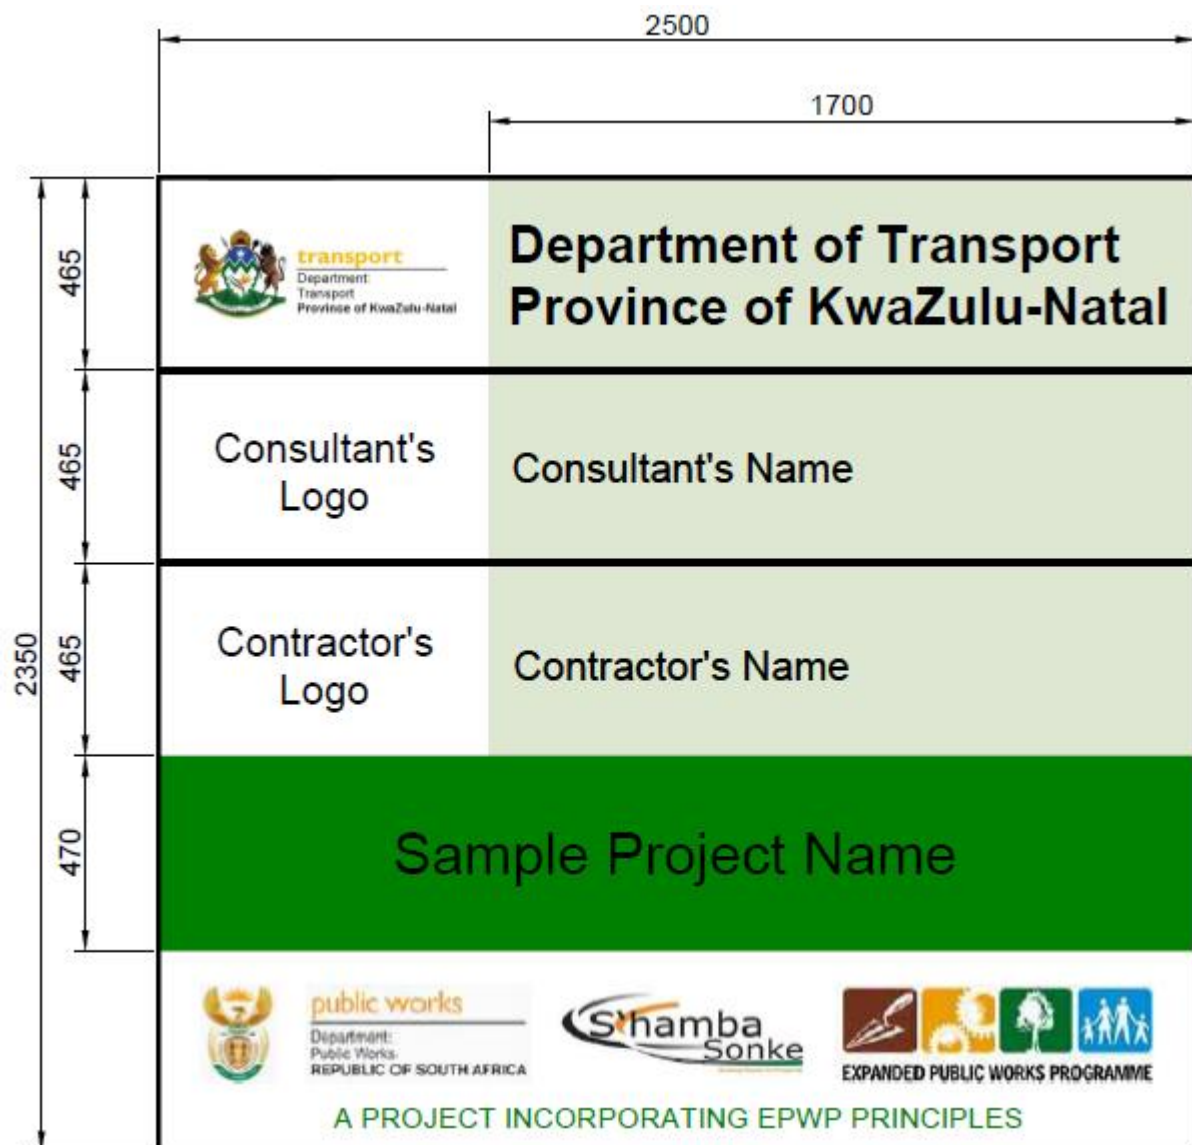 2500
1700
465
transport
Department:
Transport
Province of KwaZulu-Natal
Department of Transport
Province of KwaZulu-Natal
465
Consultant's
Logo
Consultant's Name
2350
465
Contractor's
Logo
Contractor's Name
470
Sample Project Name
public works
Department:
Public Works
REPUBLIC OF SOUTH AFRICA
S'hamba
Sonke
EXPANDED PUBLIC WORKS PROGRAMME
A PROJECT INCORPORATING EPWP PRINCIPLES